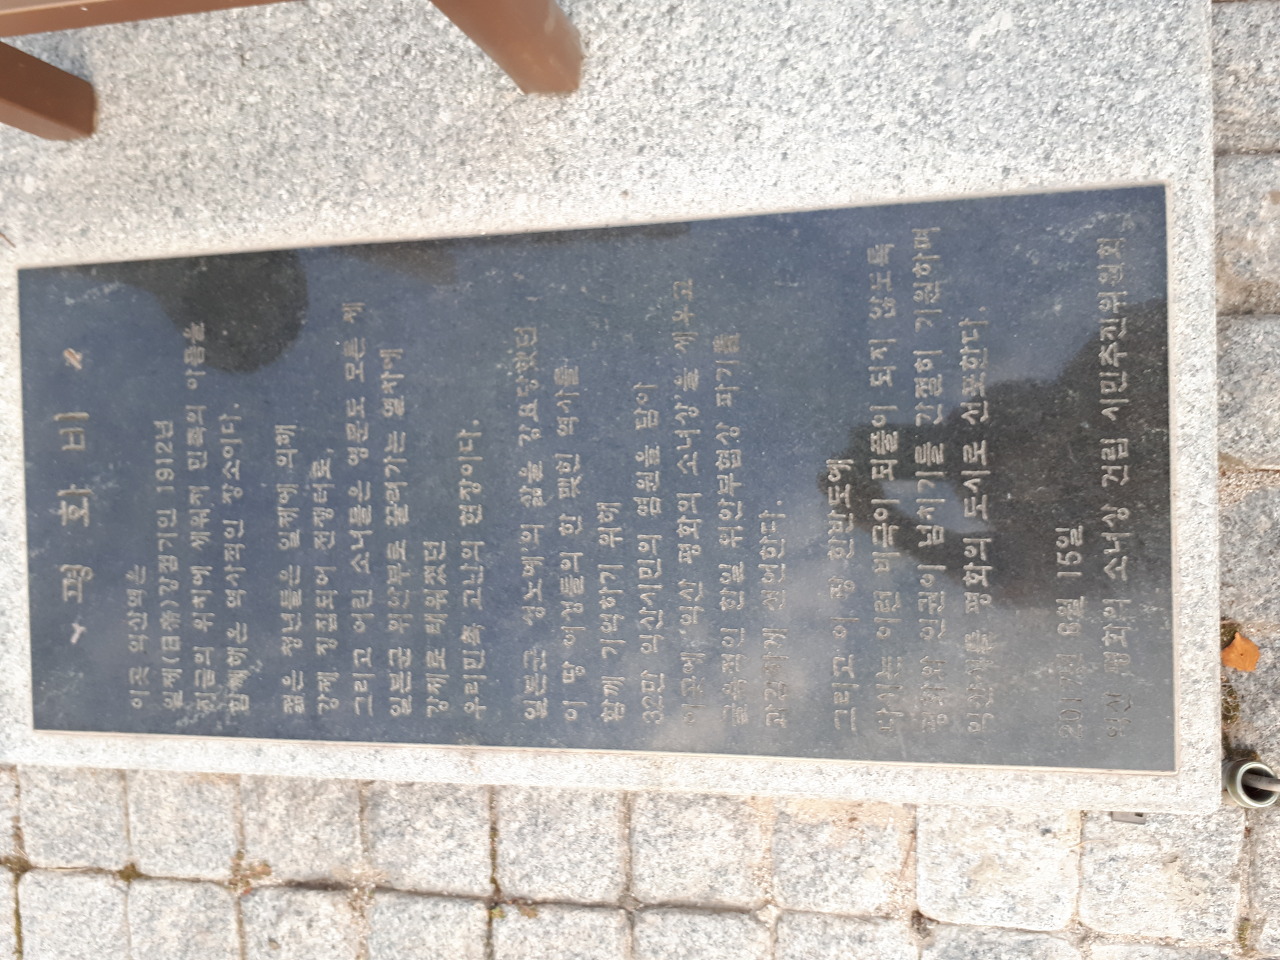 평 화 비
이곳 익산역은
일제(日帝)강점기인 1912년
침탈의 위치에 세워져 민족의 아픔을
함께해온 역사적인 장소이다.
젊은 청년들은 일제에 의해
강제 징집되어 전쟁터로,
그리고 어린 소녀들은 영문도 모른 채
일본군 위안부로 끌려가는 열차에
강제로 태워졌던
우리민족 고난의 현장이다.
일본군 '성노예'의 삶을 강요당했던
이 땅 여성들의 한 맺힌 역사를
함께 기억하기 위해
32만 익산시민의 염원을 담아
이곳에 '익산 평화의 소녀상'을 세우고
굴욕적인 한일 위안부협상 파기를
과감하게 선언한다.
그리고 이 땅 한반도에
다시는 이런 비극이 되풀이 되지 않도록
평화와 인권이 넘치기를 간절히 기원하며
익산시를 평화의 도시로 선포한다.
8월 15일
익산 평화의 소녀상 건립 시민추진위원회